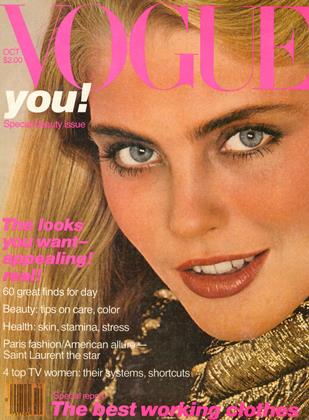 VOGUE
OCT
$2.00
you!
Special beauty issue
The looks
you want—
appealing!
real!
60 great finds for day
Beauty: tips on care, color
Health: skin, stamina, stress
Paris fashion/American allure—
Saint Laurent the star
4 top TV women: their systems, shortcuts
Special report
The best working clothes